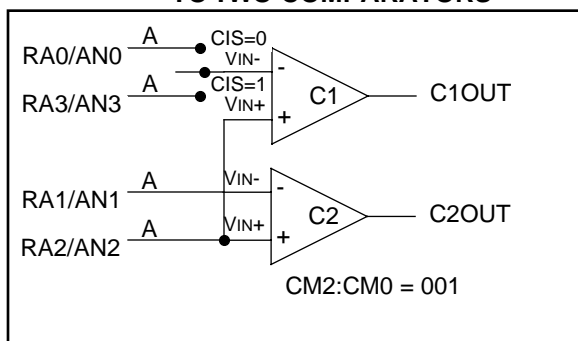 TO TWO COMPARATORS
RA0/AN0 A CIS=0
VIN-
-
RA3/AN3 A CIS=1
VIN+
+
C1 C1OUT
RA1/AN1 A VIN-
-
C2 C2OUT
RA2/AN2 A VIN+
+
CM2:CM0 = 001